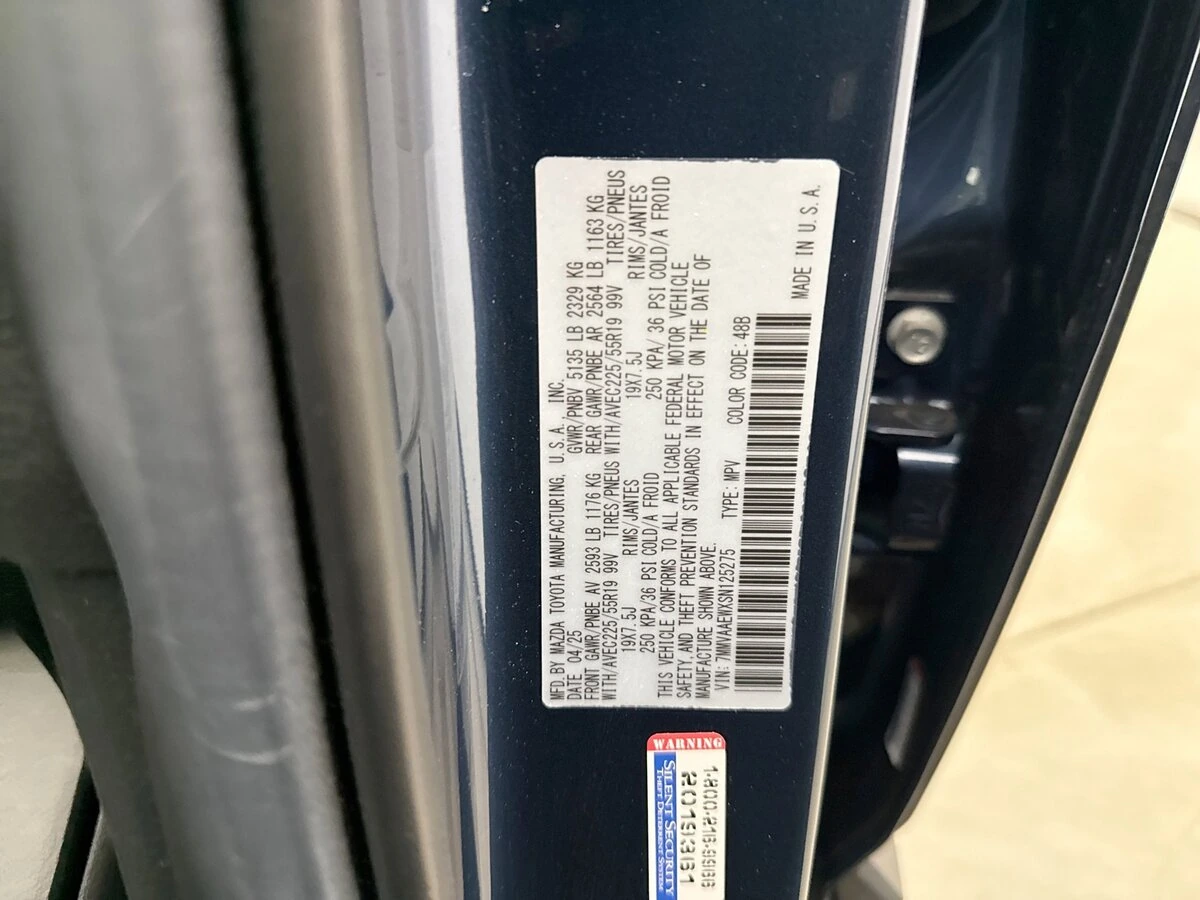 MFD. BY MAZDA TOYOTA MANUFACTURING, U.S.A. INC.
DATE 04/25 GVWR/PNBV 5135 LB 2329 KG
FRONT GAWR/PNBE AV 2593 LB 1176 KG REAR GAWR/PNBE AR 2564 LB 1163 KG
WITH/AVEC225/55R19 99V TIRES/PNEUS WITH/AVEC225/55R19 99V TIRES/PNEUS
19X7.5J RIMS/JANTES 19X7.5J RIMS/JANTES
250 KPA/36 PSI COLD/A FROID 250 KPA/ 36 PSI COLD/A FROID
THIS VEHICLE CONFORMS TO ALL APPLICABLE FEDERAL MOTOR VEHICLE
SAFETY, AND THEFT PREVENTION STANDARDS IN EFFECT ON THE DATE OF
MANUFACTURE SHOWN ABOVE.
VIN: 7MMVAAEWXSN125275 TYPE: MPV COLOR CODE: 48B
MADE IN U.S.A.
WARNING
SILENT SECURITY
THEFT DETERRENT SYSTEM
20193361